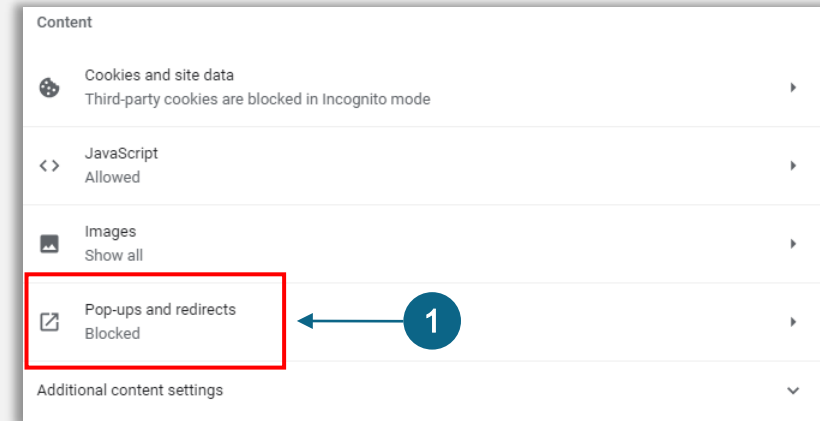 Content
Cookies and site data
Third-party cookies are blocked in Incognito mode
JavaScript
Allowed
Images
Show all
Pop-ups and redirects
Blocked
1
Additional content settings